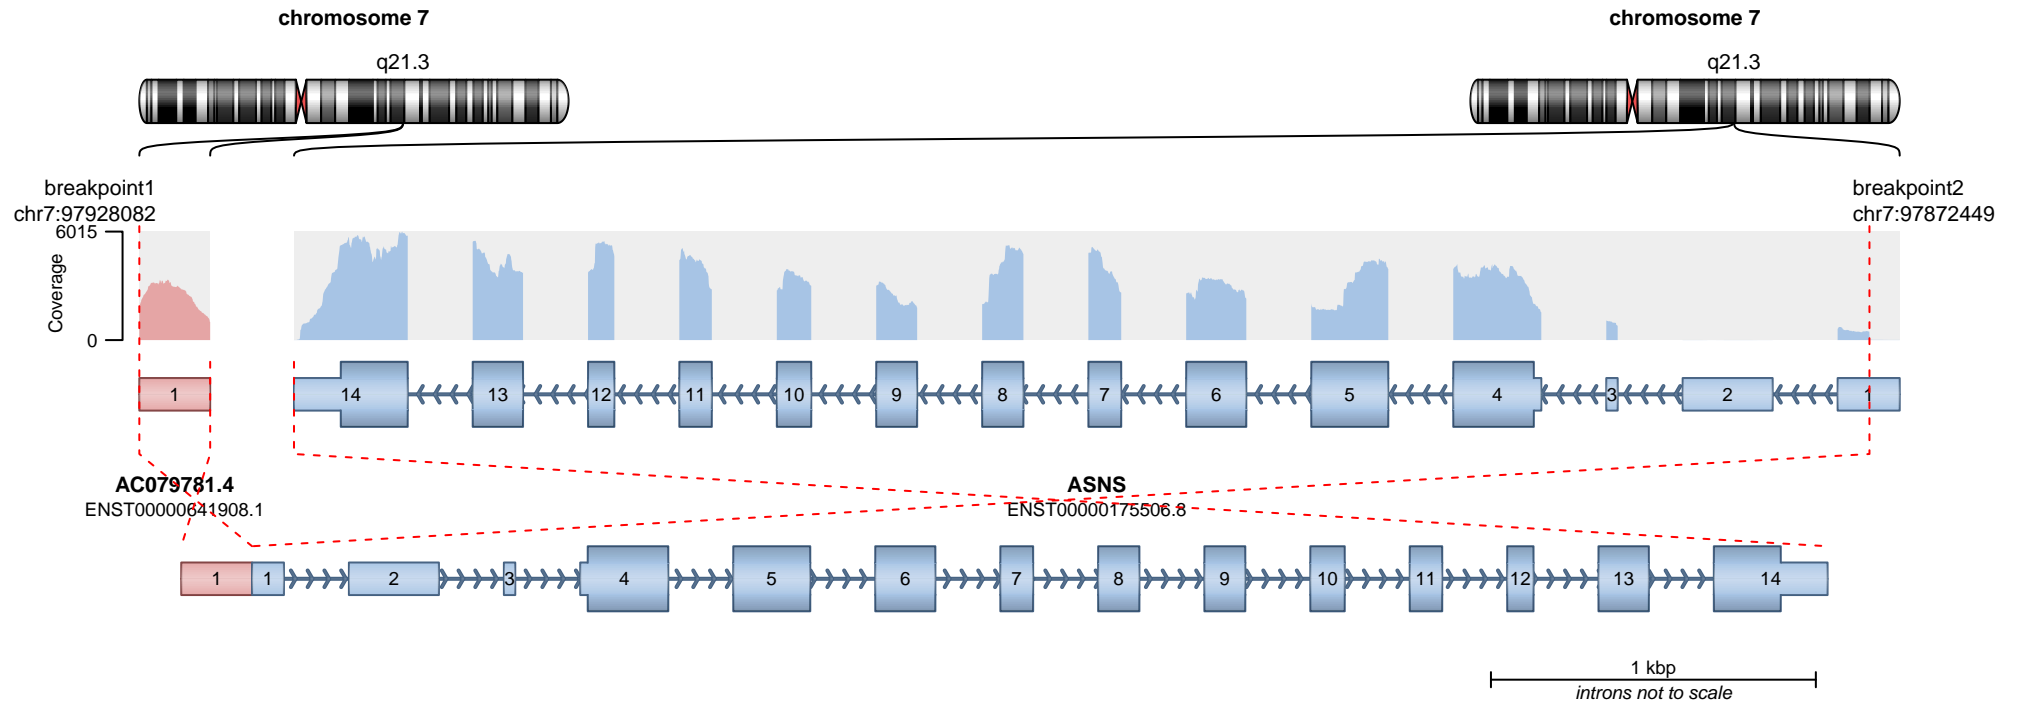 chromosome 7
chromosome 7
q21.3
q21.3
breakpoint1
chr7:97928082
breakpoint2
chr7:97872449
6015
Coverage
0
1
14
13
12
11
10
9
8
7
6
5
4
3
2
1
AC079781.4
ENST00000641908.1
ASNS
ENST00000175506.8
1
1
2
3
4
5
6
7
8
9
10
11
12
13
14
1 kbp
introns not to scale